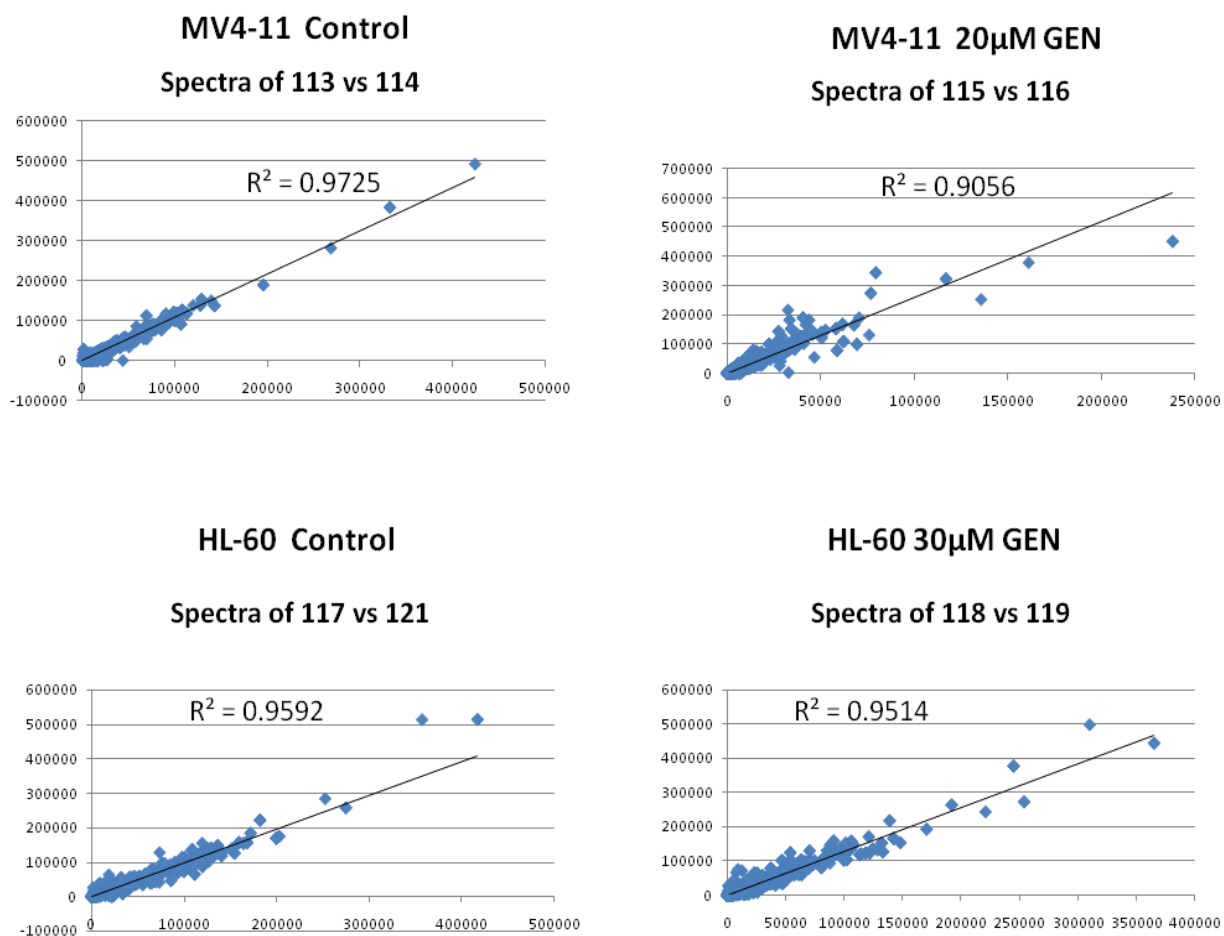 MV4-11 Control
Spectra of 113 vs 114
600000
500000
400000
300000
200000
100000
0
-100000
R² = 0.9725
0 100000 200000 300000 400000 500000
MV4-11 20µM GEN
Spectra of 115 vs 116
700000
600000
500000
400000
300000
200000
100000
0
R² = 0.9056
0 50000 100000 150000 200000 250000
HL-60 Control
Spectra of 117 vs 121
600000
500000
400000
300000
200000
100000
0
-100000
R² = 0.9592
0 100000 200000 300000 400000 500000
HL-60 30µM GEN
Spectra of 118 vs 119
600000
500000
400000
300000
200000
100000
0
-100000
R² = 0.9514
0 50000 100000 150000 200000 250000 300000 350000 400000